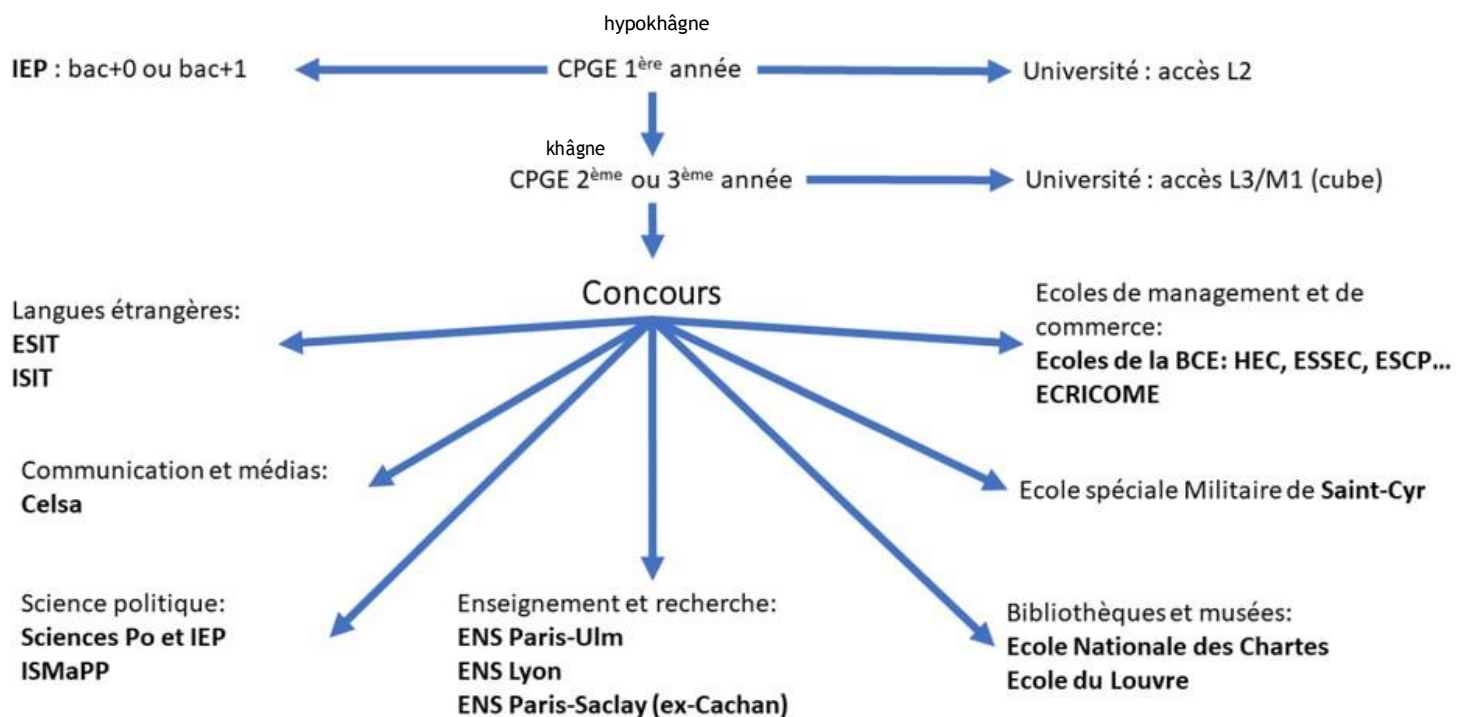 hypokhâgne
IEP : bac+0 ou bac+1
CPGE 1ère année
Université : accès L2
khâgne
CPGE 2ème ou 3ème année
Université : accès L3/M1 (cube)
Concours
Langues étrangères:
ESIT
ISIT
Ecoles de management et de
commerce:
Ecoles de la BCE: HEC, ESSEC, ESCP...
ECRICOME
Communication et médias:
Celsa
Ecole spéciale Militaire de Saint-Cyr
Science politique:
Sciences Po et IEP
ISMaPP
Enseignement et recherche:
ENS Paris-Ulm
ENS Lyon
ENS Paris-Saclay (ex-Cachan)
Bibliothèques et musées:
Ecole Nationale des Chartes
Ecole du Louvre